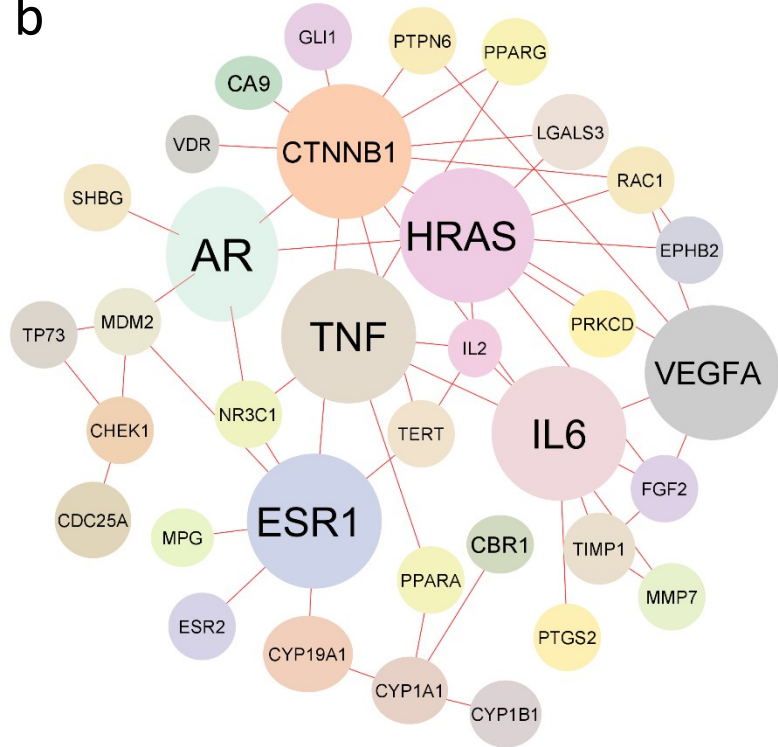 b
GLI1
PTPN6
PPARG
CA9
LGALS3
VDR
CTNNB1
RAC1
SHBG
HRAS
EPHB2
AR
TP73
MDM2
TNF
IL2
PRKCD
VEGFA
CHEK1
NR3C1
TERT
IL6
FGF2
CDC25A
MPG
ESR1
CBR1
TIMP1
PPARA
MMP7
ESR2
PTGS2
CYP19A1
CYP1A1
CYP1B1